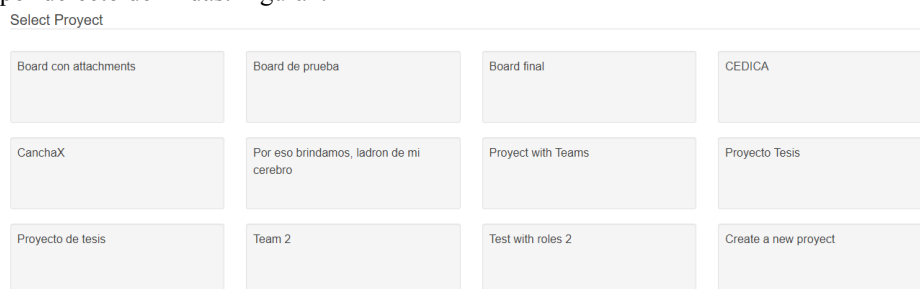 Select Proyect
Board con attachments
Board de prueba
Board final
CEDICA
CanchaX
Por eso brindamos, ladron de mi
cerebro
Proyect with Teams
Proyecto Tesis
Proyecto de tesis
Team 2
Test with roles 2
Create a new proyect